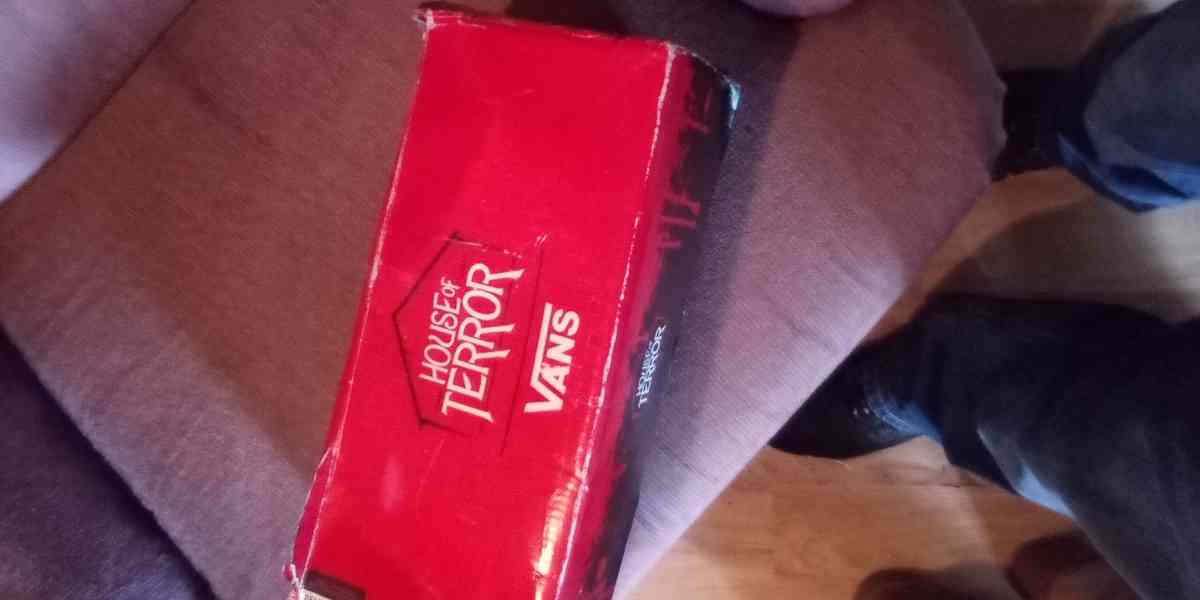 HOUSE OF
TERROR
VANS
HOUSE OF
TERROR